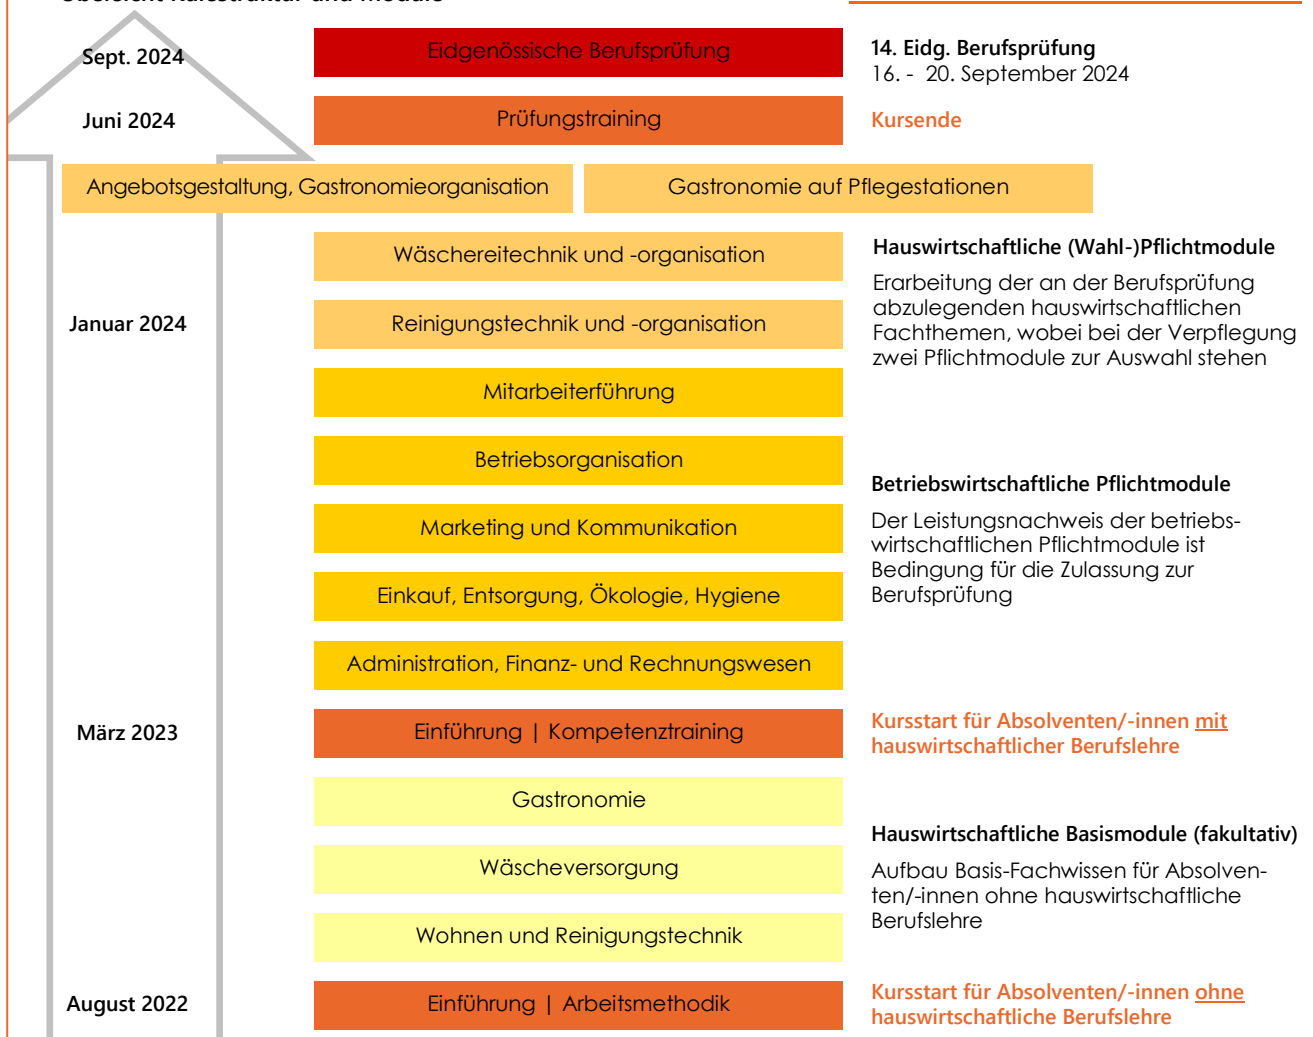 Sept. 2024
Eidgenössische Berufsprüfung
14. Eidg. Berufsprüfung
16. - 20. September 2024
Juni 2024
Prüfungstraining
Kursende
Angebotsgestaltung, Gastronomieorganisation
Gastronomie auf Pflegestationen
Wäschereitechnik und -organisation
Hauswirtschaftliche (Wahl-)Pflichtmodule
Erarbeitung der an der Berufsprüfung
abzulegenden hauswirtschaftlichen
Fachthemen, wobei bei der Verpflegung
zwei Pflichtmodule zur Auswahl stehen
Januar 2024
Reinigungstechnik und -organisation
Mitarbeiterführung
Betriebsorganisation
Betriebswirtschaftliche Pflichtmodule
Der Leistungsnachweis der betriebs-
wirtschaftlichen Pflichtmodule ist
Bedingung für die Zulassung zur
Berufsprüfung
Marketing und Kommunikation
Einkauf, Entsorgung, Ökologie, Hygiene
Administration, Finanz- und Rechnungswesen
März 2023
Einführung | Kompetenztraining
Kursstart für Absolventen/-innen mit
hauswirtschaftlicher Berufslehre
Gastronomie
Hauswirtschaftliche Basismodule (fakultativ)
Aufbau Basis-Fachwissen für Absolven-
ten/-innen ohne hauswirtschaftliche
Berufslehre
Wäscheversorgung
Wohnen und Reinigungstechnik
August 2022
Einführung | Arbeitsmethodik
Kursstart für Absolventen/-innen ohne
hauswirtschaftliche Berufslehre